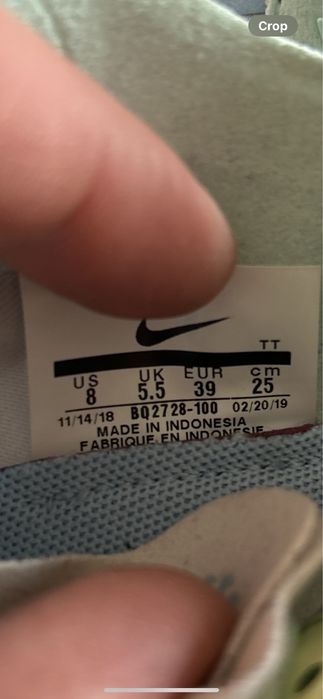 Crop
TT
US UK EUR cm
8 5.5 39 25
11/14/18 BQ2728-100 02/20/19
MADE IN INDONESIA
FABRIQUE EN INDONESIE